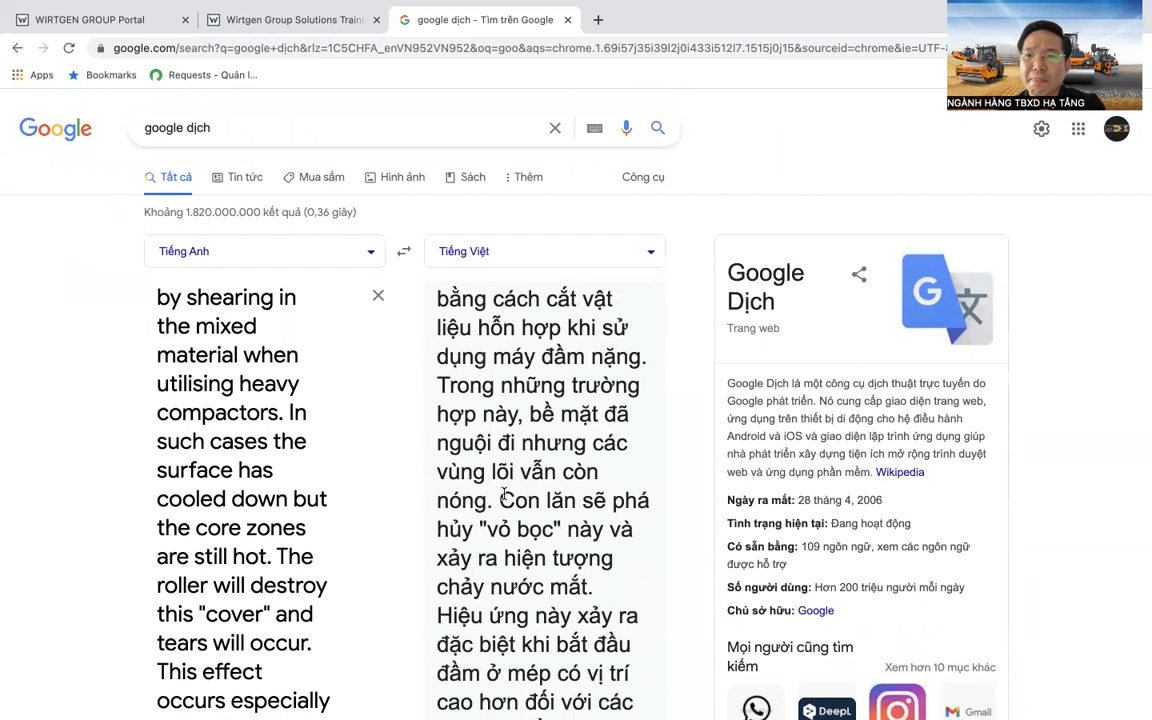 WIRTGEN GROUP Portal
Wirtgen Group Solutions Traini
google dịch - Tìm trên Google
google.com/search?q=google+dịch&rlz=1C5CHFA_enVN952VN952&oq=goo&aqs=chrome.1.69i57j35i39l2j0i433i512l7.1515j0j15&sourceid=chrome&ie=UTF-8
Apps
Bookmarks
Requests - Quản l...
NGÀNH HÀNG TBXD HẠ TẦNG
Google
google dịch
Tất cả
Tin tức
Mua sắm
Hình ảnh
Sách
Thêm
Công cụ
Khoảng 1.820.000.000 kết quả (0,36 giây)
Tiếng Anh
Tiếng Việt
by shearing in
the mixed
material when
utilising heavy
compactors. In
such cases the
surface has
cooled down but
the core zones
are still hot. The
roller will destroy
this "cover" and
tears will occur.
This effect
occurs especially
bằng cách cắt vật
liệu hỗn hợp khi sử
dụng máy đầm nặng.
Trong những trường
hợp này, bề mặt đã
nguội đi nhưng các
vùng lõi vẫn còn
nóng. Con lăn sẽ phá
hủy "vỏ bọc" này và
xảy ra hiện tượng
chảy nước mắt.
Hiệu ứng này xảy ra
đặc biệt khi bắt đầu
đầm ở mép có vị trí
cao hơn đối với các
Google
Dịch
Trang web
Google Dịch là một công cụ dịch thuật trực tuyến do
Google phát triển. Nó cung cấp giao diện trang web,
ứng dụng trên thiết bị di động cho hệ điều hành
Android và iOS và giao diện lập trình ứng dụng giúp
nhà phát triển xây dựng tiện ích mở rộng trình duyệt
web và ứng dụng phần mềm. Wikipedia
Ngày ra mắt: 28 tháng 4, 2006
Tình trạng hiện tại: Đang hoạt động
Có sẵn bằng: 109 ngôn ngữ, xem các ngôn ngữ
được hỗ trợ
Số người dùng: Hơn 200 triệu người mỗi ngày
Chủ sở hữu: Google
Mọi người cũng tìm
kiếm
Xem hơn 10 mục khác
DeepL
Gmail